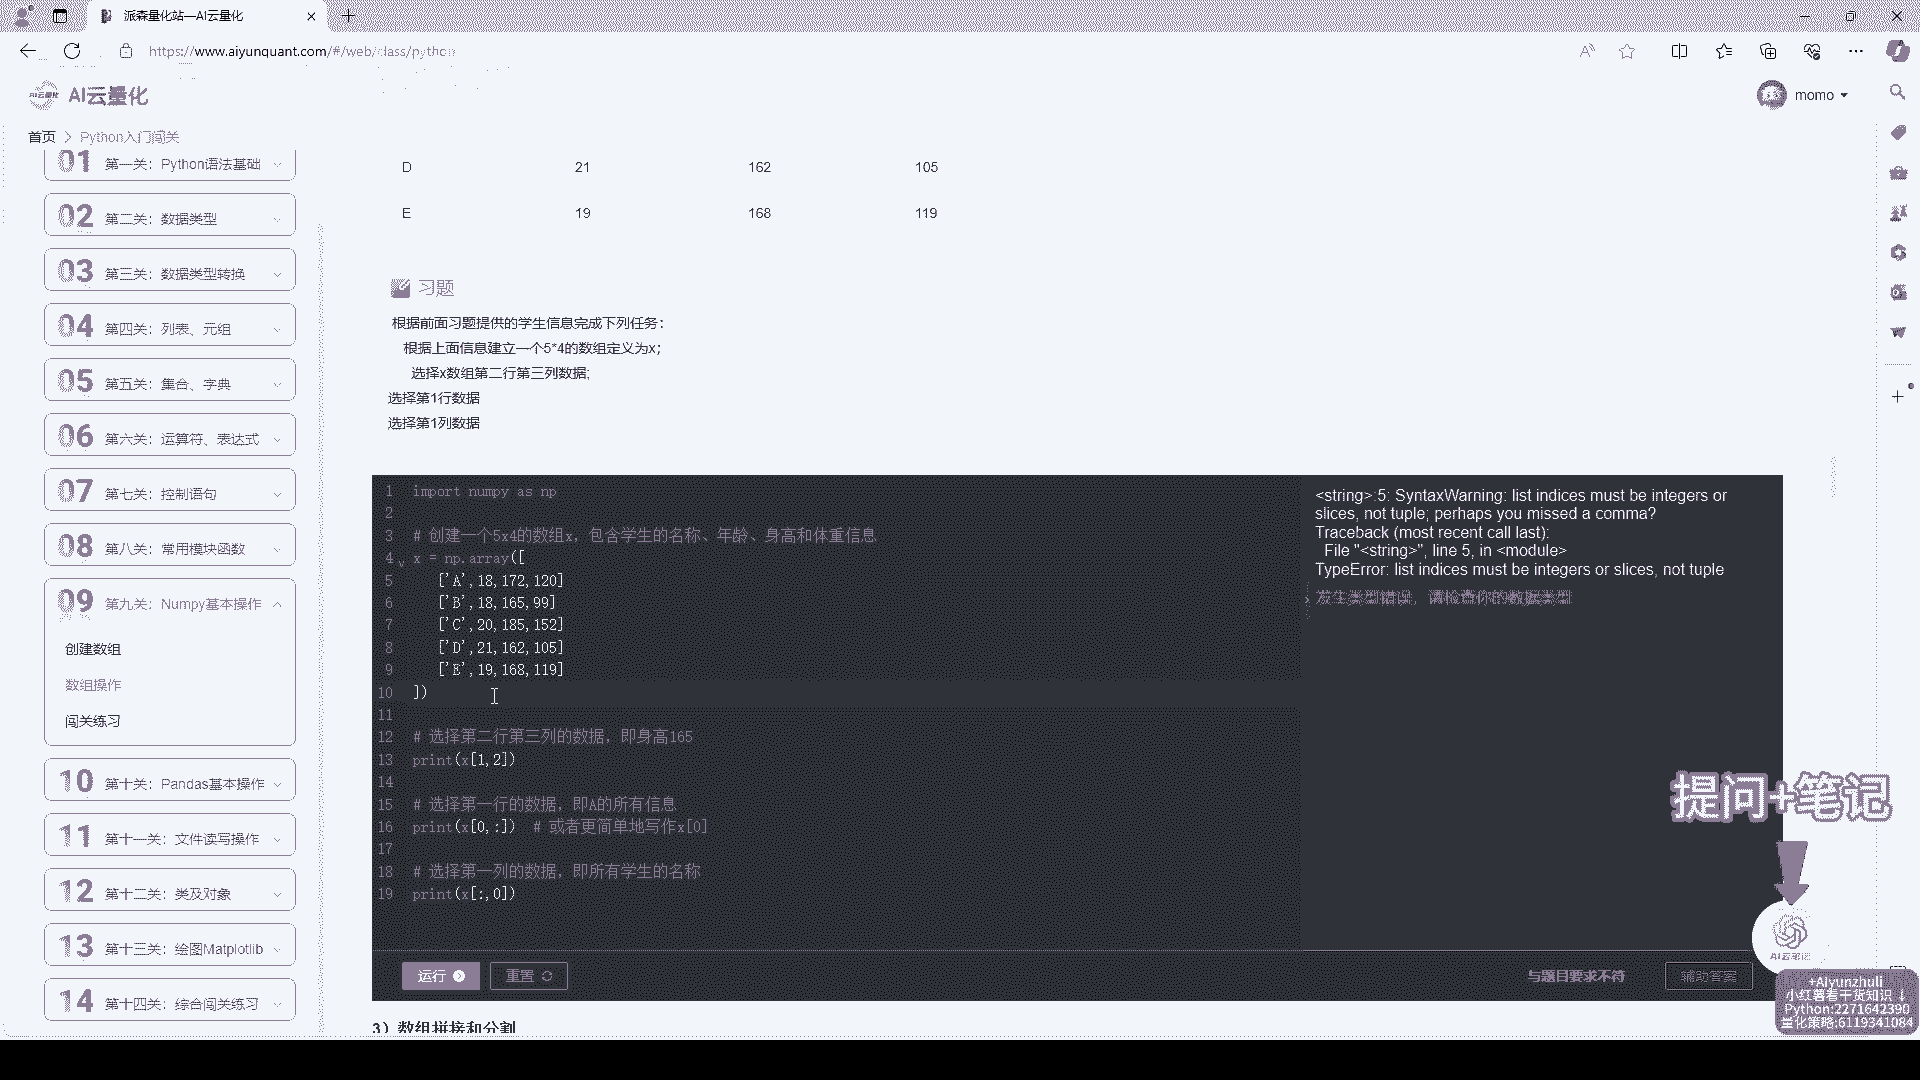 派森量化站—AI云量化
https://www.aiyunquant.com/#/web/class/python
AI云量化
momo
首页 > Python入门闯关
01 第一关：Python语法基础
02 第二关：数据类型
03 第三关：数据类型转换
04 第四关：列表、元组
05 第五关：集合、字典
06 第六关：运算符、表达式
07 第七关：控制语句
08 第八关：常用模块函数
09 第九关：Numpy基本操作
创建数组
数组操作
闯关练习
10 第十关：Pandas基本操作
11 第十一关：文件读写操作
12 第十二关：类及对象
13 第十三关：绘图Matplotlib
14 第十四关：综合闯关练习
D 21 162 105
E 19 168 119
习题
根据前面习题提供的学生信息完成下列任务：
根据上面信息建立一个5*4的数组定义为x；
选择x数组第二行第三列数据;
选择第1行数据
选择第1列数据
1 import numpy as np
2
3 # 创建一个5x4的数组x，包含学生的名称、年龄、身高和体重信息
4 x = np.array([
5 ['A',18,172,120]
6 ['B',18,165,99]
7 ['C',20,185,152]
8 ['D',21,162,105]
9 ['E',19,168,119]
10 ])
11
12 # 选择第二行第三列的数据，即身高165
13 print(x[1,2])
14
15 # 选择第一行的数据，即A的所有信息
16 print(x[0,:]) # 或者更简单地写作x[0]
17
18 # 选择第一列的数据，即所有学生的名称
19 print(x[:,0])
<string>:5: SyntaxWarning: list indices must be integers or
slices, not tuple; perhaps you missed a comma?
Traceback (most recent call last):
File "<string>", line 5, in <module>
TypeError: list indices must be integers or slices, not tuple
发生类型错误，请检查你的数据类型
运行
重置
与题目要求不符
辅助答案
提问+笔记
AI云笔记
+Aiyunzhuli
小红薯看干货知识↓
Python:2271642390
量化策略:6119341084
3）数组拼接和分割